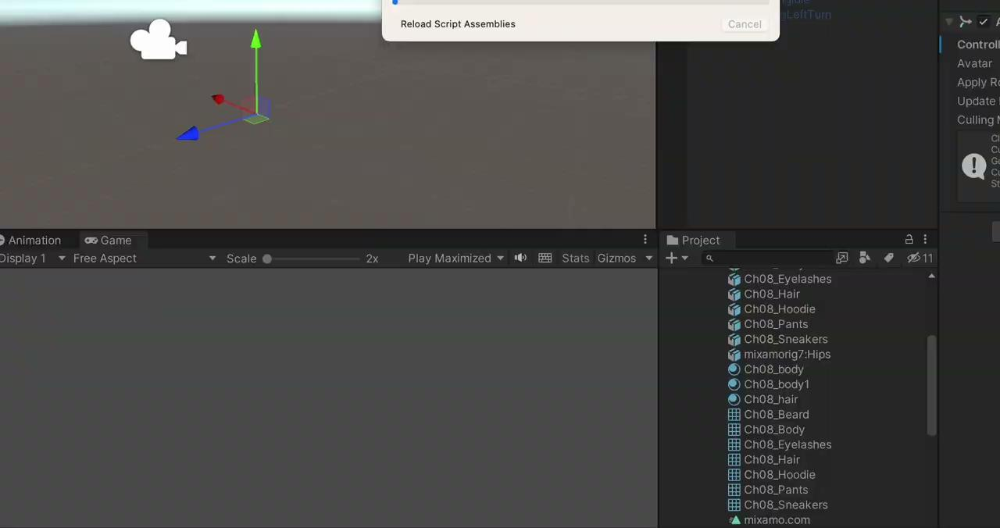 Reload Script Assemblies
Cancel
LeftTurn
Controll
Avatar
Apply Ro
Update
Culling M
Animation
Game
Display 1
Free Aspect
Scale
2x
Play Maximized
Stats
Gizmos
Project
11
Ch08_Eyelashes
Ch08_Hair
Ch08_Hoodie
Ch08_Pants
Ch08_Sneakers
mixamorig7:Hips
Ch08_body
Ch08_body1
Ch08_hair
Ch08_Beard
Ch08_Body
Ch08_Eyelashes
Ch08_Hair
Ch08_Hoodie
Ch08_Pants
Ch08_Sneakers
mixamo.com